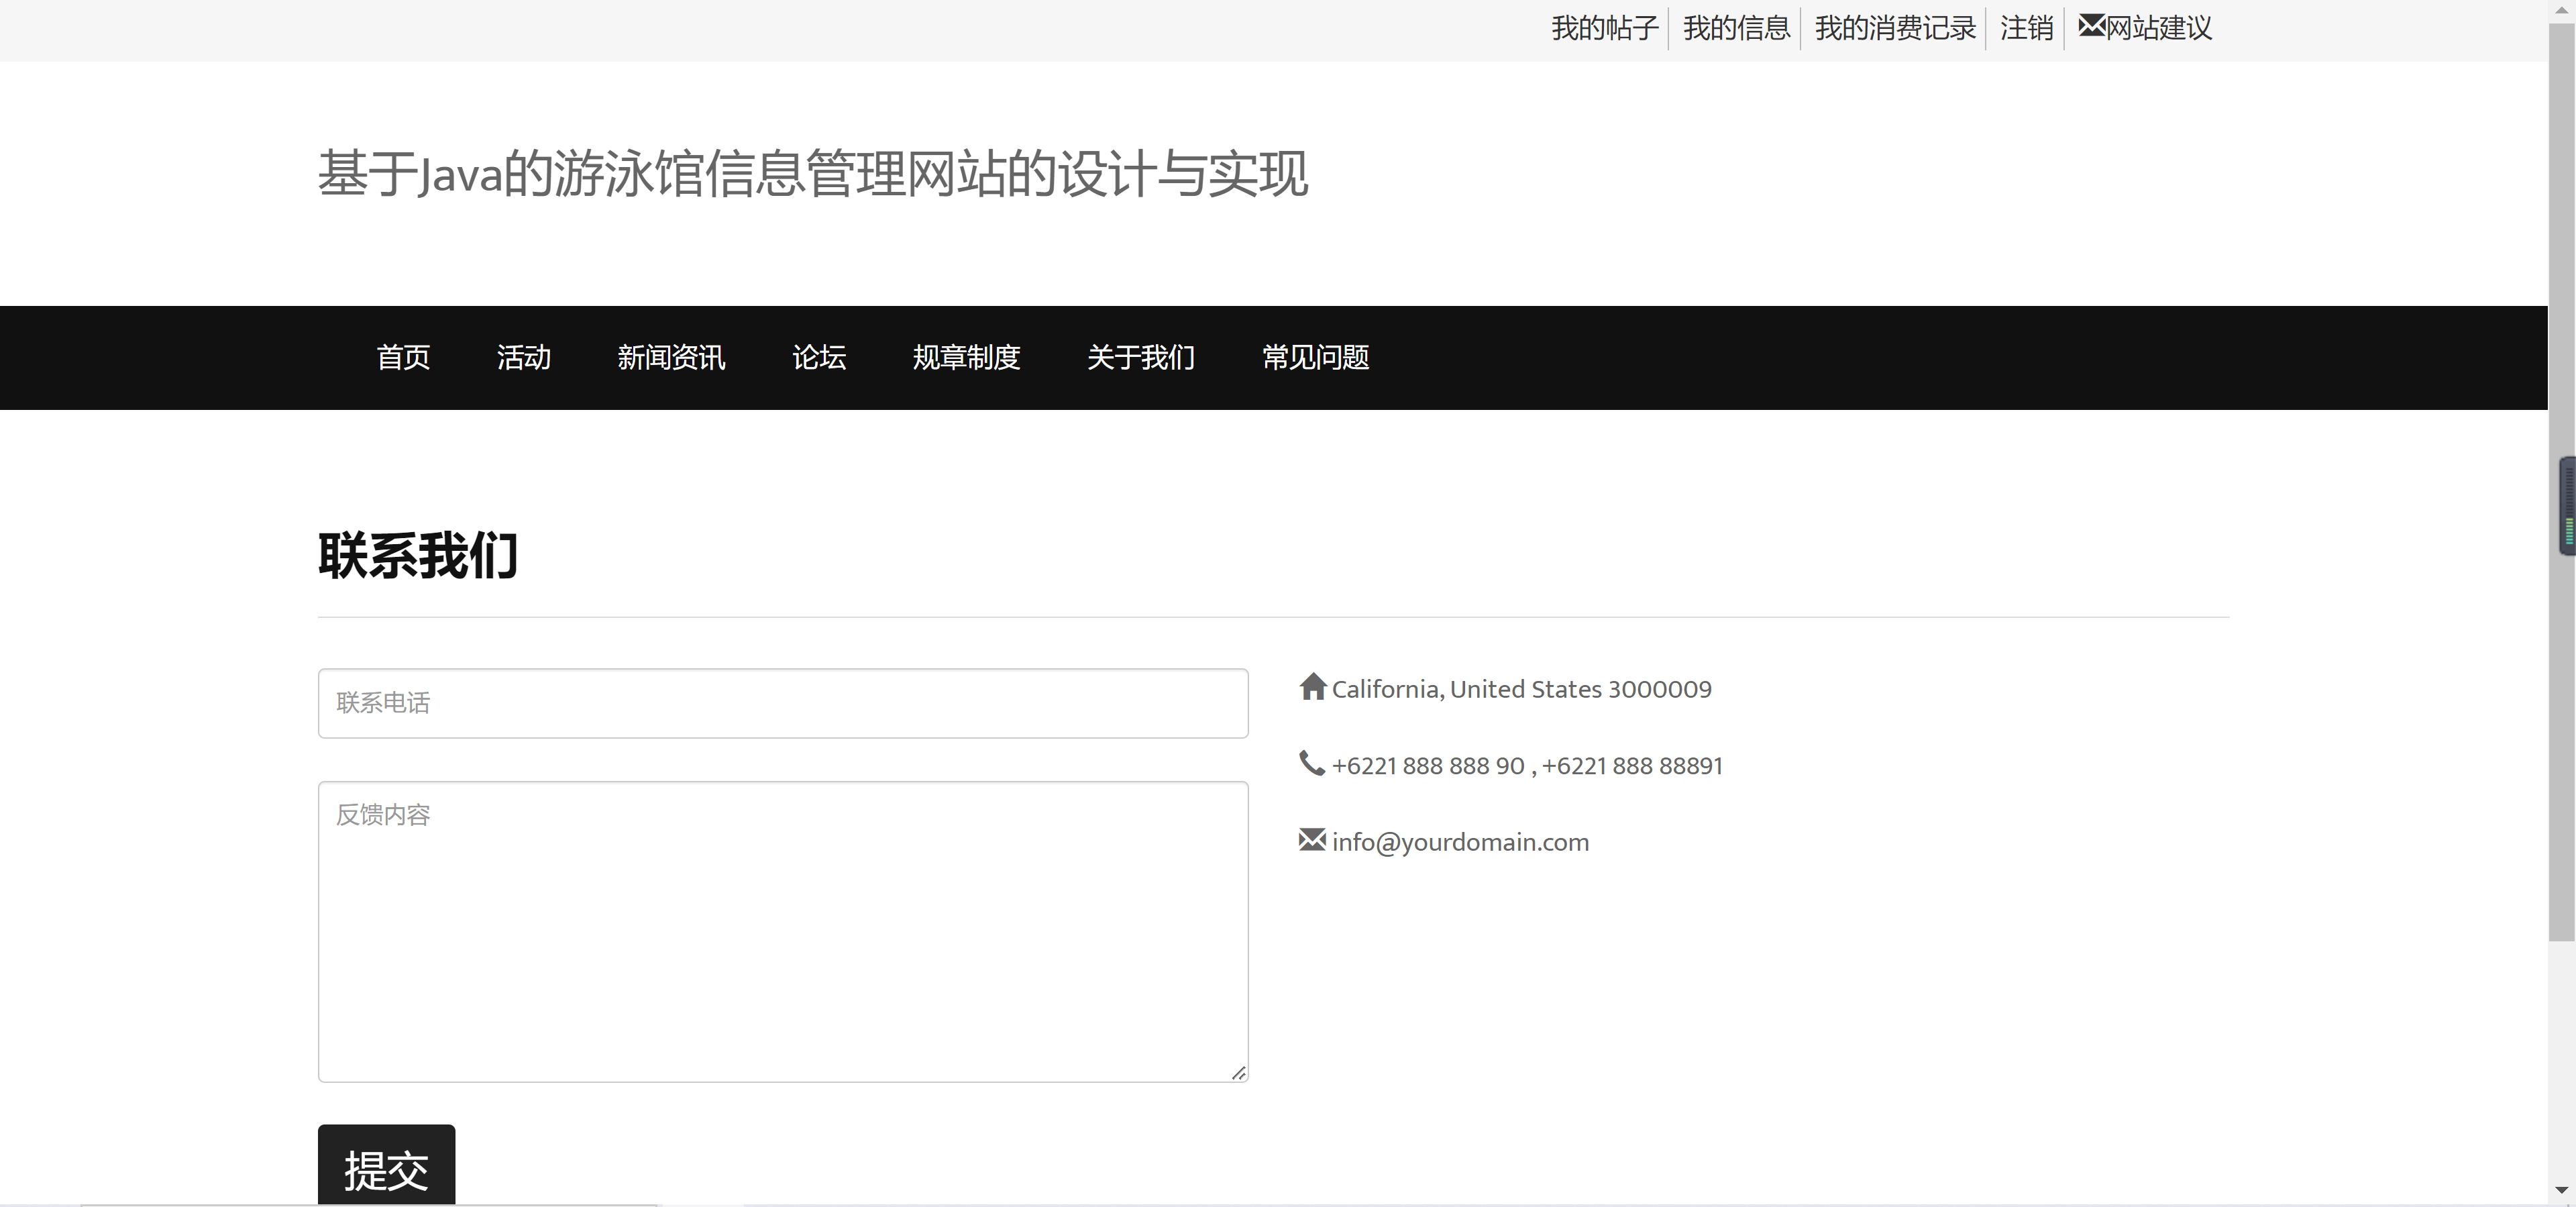 我的帖子 我的信息 我的消费记录 注销 网站建议
基于Java的游泳馆信息管理网站的设计与实现
首页 活动 新闻资讯 论坛 规章制度 关于我们 常见问题
联系我们
联系电话
California, United States 3000009
+6221 888 888 90 , +6221 888 88891
反馈内容
info@yourdomain.com
提交